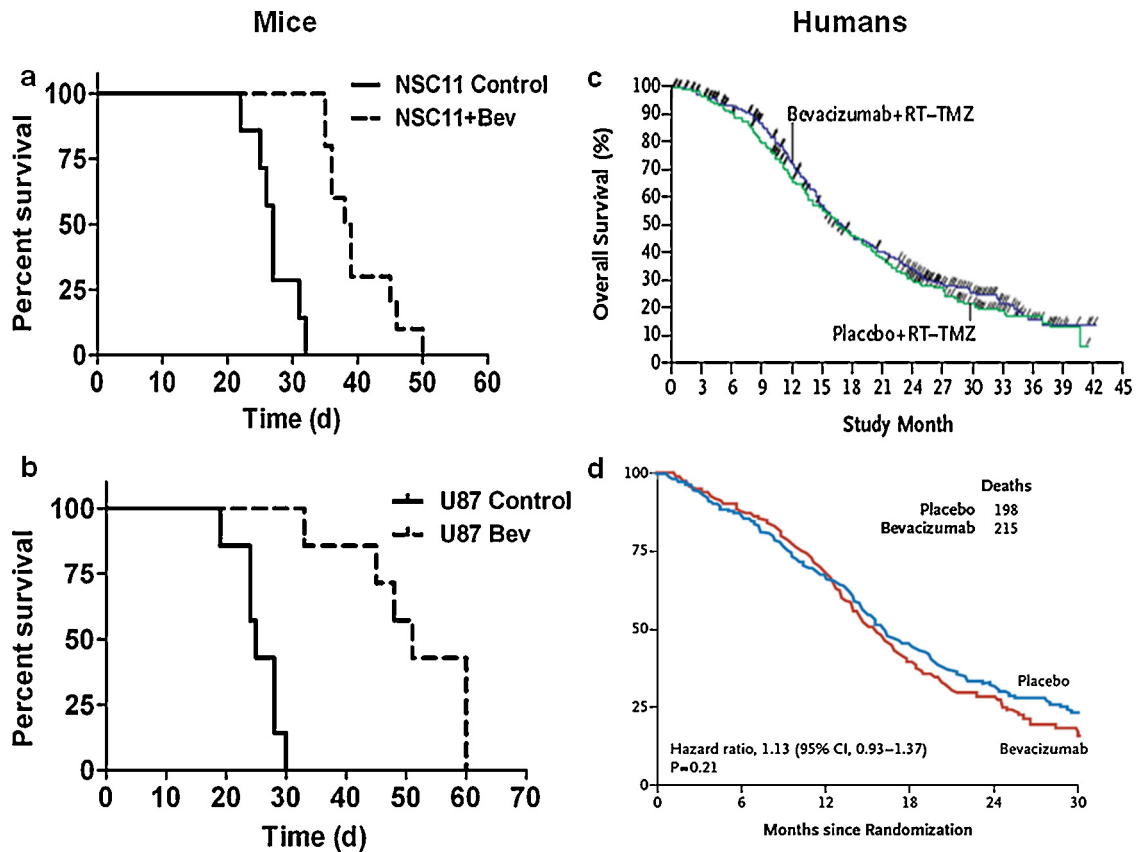 Mice
Humans
a
NSC11 Control
NSC11+Bev
100
75
50
25
0
Percent survival
0 10 20 30 40 50 60
Time (d)
c
100
90
80
70
60
50
40
30
20
10
0
Overall Survival (%)
Bevacizumab+RT–TMZ
Placebo+RT–TMZ
0 3 6 9 12 15 18 21 24 27 30 33 36 39 42 45
Study Month
b
U87 Control
U87 Bev
100
75
50
25
0
Percent survival
0 10 20 30 40 50 60 70
Time (d)
d
100
75
50
25
0
Deaths
Placebo 198
Bevacizumab 215
Placebo
Bevacizumab
Hazard ratio, 1.13 (95% CI, 0.93–1.37)
P=0.21
0 6 12 18 24 30
Months since Randomization